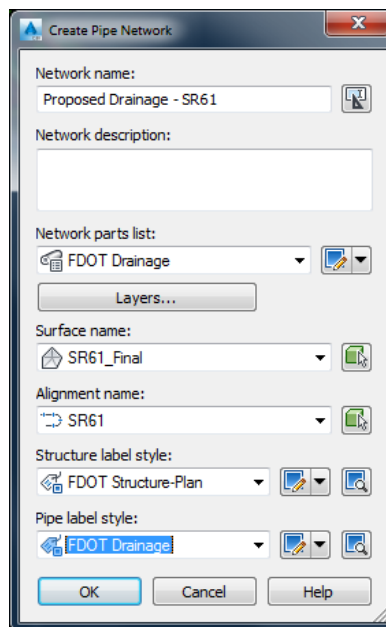 Create Pipe Network
Network name:
Proposed Drainage - SR61
Network description:
Network parts list:
FDOT Drainage
Layers...
Surface name:
SR61_Final
Alignment name:
SR61
Structure label style:
FDOT Structure-Plan
Pipe label style:
FDOT Drainage
OK Cancel Help